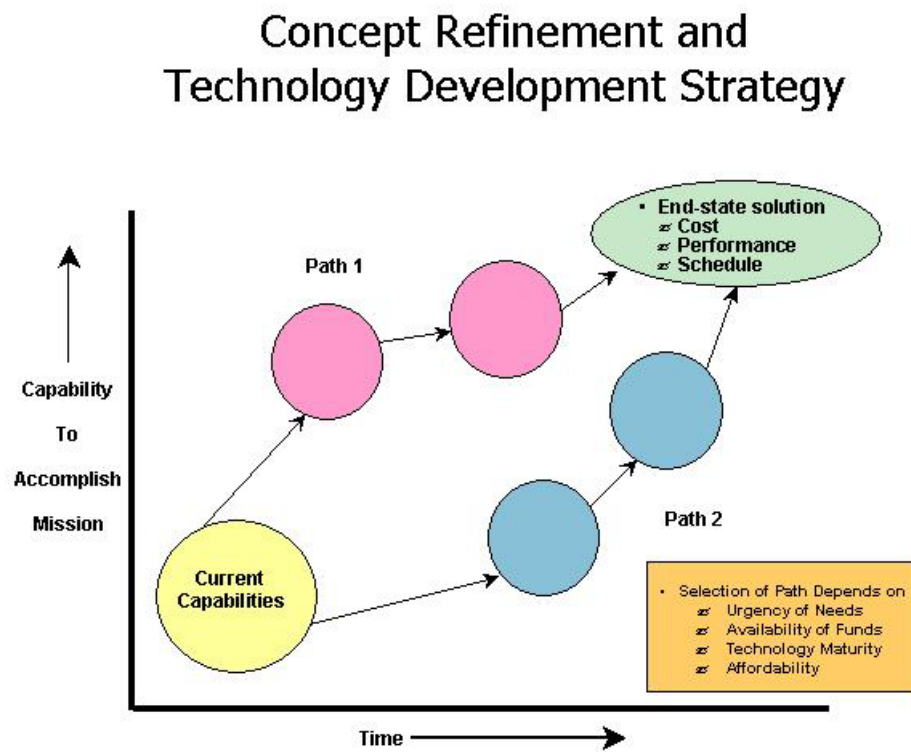 Concept Refinement and
Technology Development Strategy
• End-state solution
Cost
Performance
Schedule
Path 1
Capability
To
Accomplish
Mission
Path 2
Current
Capabilities
• Selection of Path Depends on
Urgency of Needs
Availability of Funds
Technology Maturity
Affordability
Time